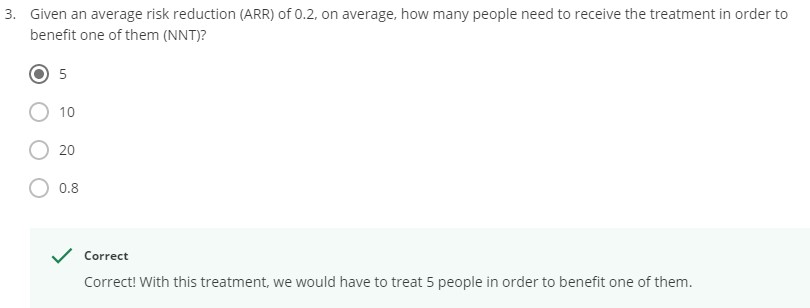 3. Given an average risk reduction (ARR) of 0.2, on average, how many people need to receive the treatment in order to
benefit one of them (NNT)?
5
10
20
0.8
Correct
Correct! With this treatment, we would have to treat 5 people in order to benefit one of them.